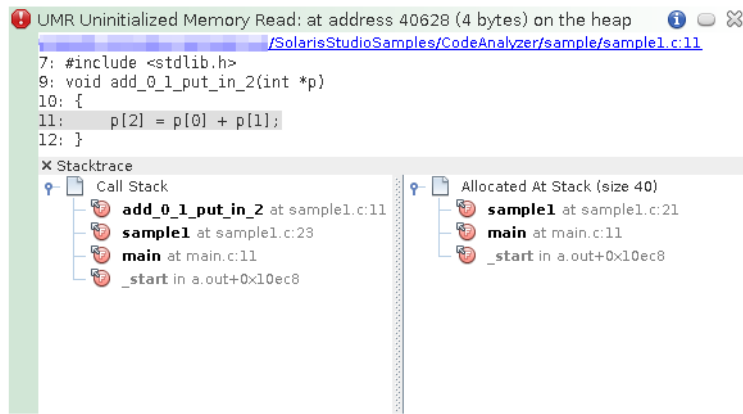 UMR Uninitialized Memory Read: at address 40628 (4 bytes) on the heap
/SolarisStudioSamples/CodeAnalyzer/sample/sample1.c:11
7: #include <stdlib.h>
9: void add_0_1_put_in_2(int *p)
10: {
11:     p[2] = p[0] + p[1];
12: }
× Stacktrace
Call Stack
add_0_1_put_in_2 at sample1.c:11
sample1 at sample1.c:23
main at main.c:11
_start in a.out+0x10ec8
Allocated At Stack (size 40)
sample1 at sample1.c:21
main at main.c:11
_start in a.out+0x10ec8